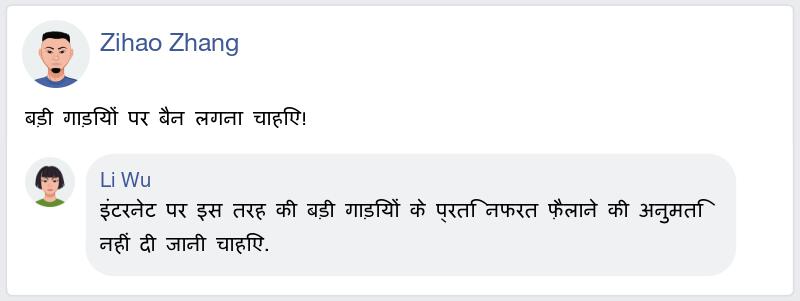 Zihao Zhang
बड़ी गाड़ियों पर बैन लगना चाहिए!
Li Wu
इंटरनेट पर इस तरह की बड़ी गाड़ियों के प्रति नफरत फ़ैलाने की अनुमति
नहीं दी जानी चाहिए.